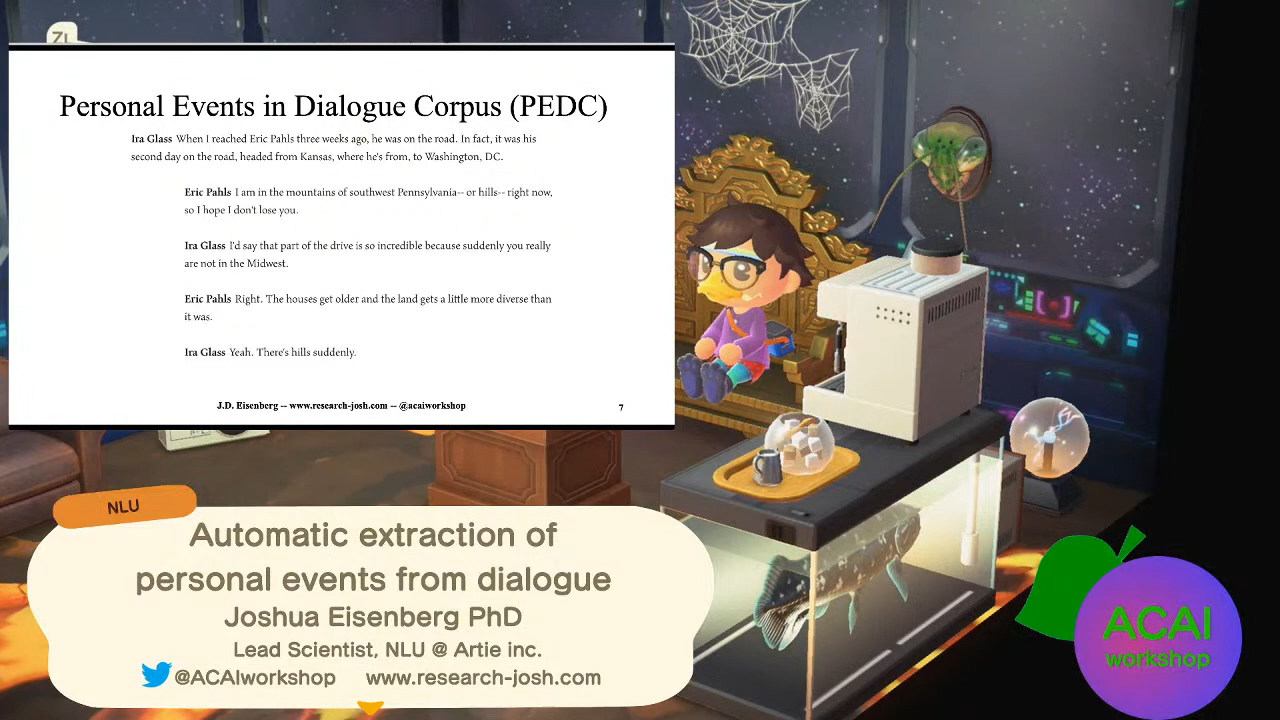 ZL
Personal Events in Dialogue Corpus (PEDC)
Ira Glass When I reached Eric Pahls three weeks ago, he was on the road. In fact, it was his
second day on the road, headed from Kansas, where he's from, to Washington, DC.
Eric Pahls I am in the mountains of southwest Pennsylvania-- or hills-- right now,
so I hope I don't lose you.
Ira Glass I'd say that part of the drive is so incredible because suddenly you really
are not in the Midwest.
Eric Pahls Right. The houses get older and the land gets a little more diverse than
it was.
Ira Glass Yeah. There's hills suddenly.
J.D. Eisenberg -- www.research-josh.com -- @acaiworkshop
7
NLU
Automatic extraction of
personal events from dialogue
Joshua Eisenberg PhD
Lead Scientist, NLU @ Artie inc.
@ACAIworkshop www.research-josh.com
ACAI
workshop